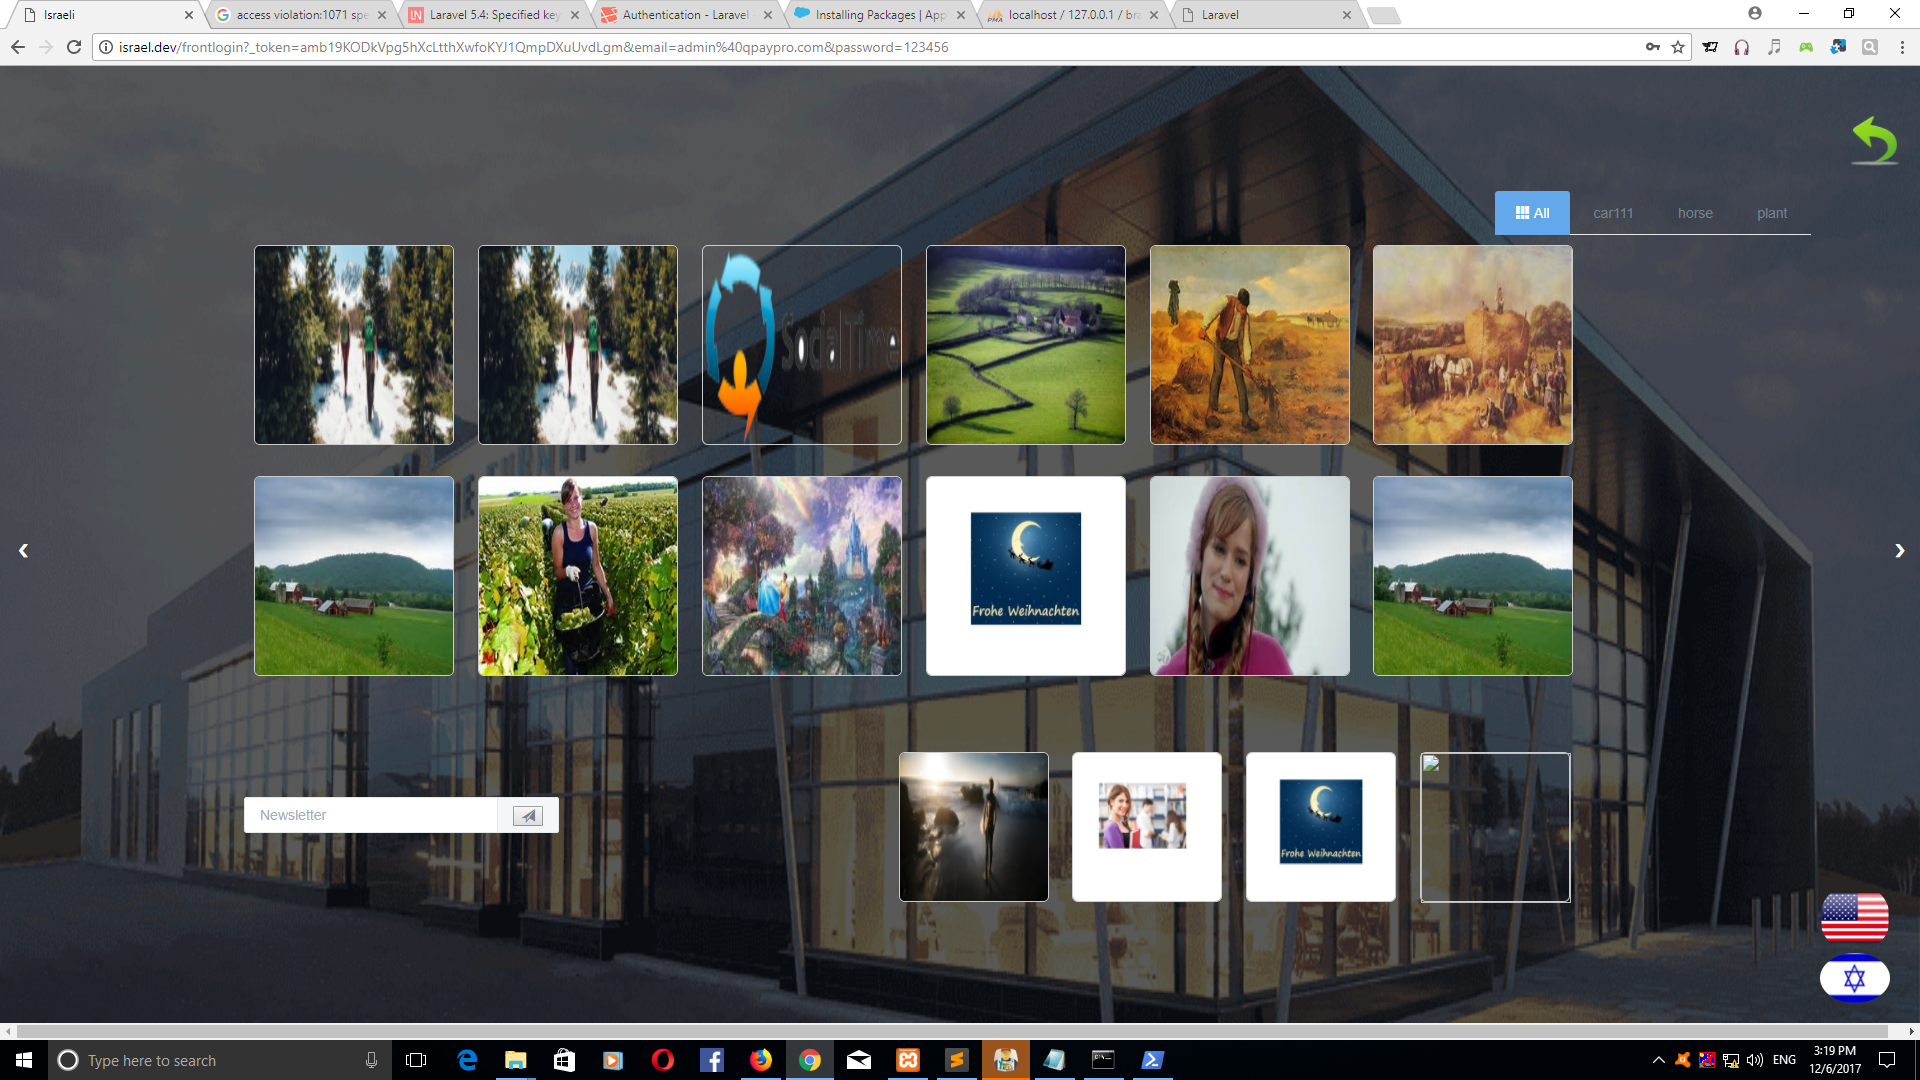 Israeli
access violation:1071 spe
Laravel 5.4: Specified key
Authentication - Laravel
Installing Packages | App
localhost / 127.0.0.1 / bra
Laravel
israel.dev/frontlogin?_token=amb19KODkVpg5hXcLtthXwfoKYJ1QmpDXuUvdLgm&email=admin%40qpaypro.com&password=123456
All
car111
horse
plant
SocialTime
Frohe Weihnachten
Newsletter
Frohe Weihnachten
Type here to search
ENG
3:19 PM
12/6/2017